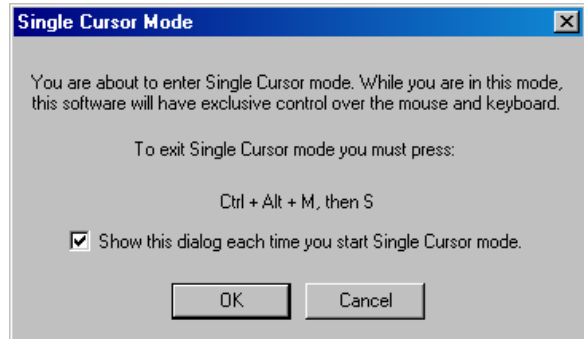 Single Cursor Mode
You are about to enter Single Cursor mode. While you are in this mode,
this software will have exclusive control over the mouse and keyboard.
To exit Single Cursor mode you must press:
Ctrl + Alt + M, then S
Show this dialog each time you start Single Cursor mode.
OK
Cancel